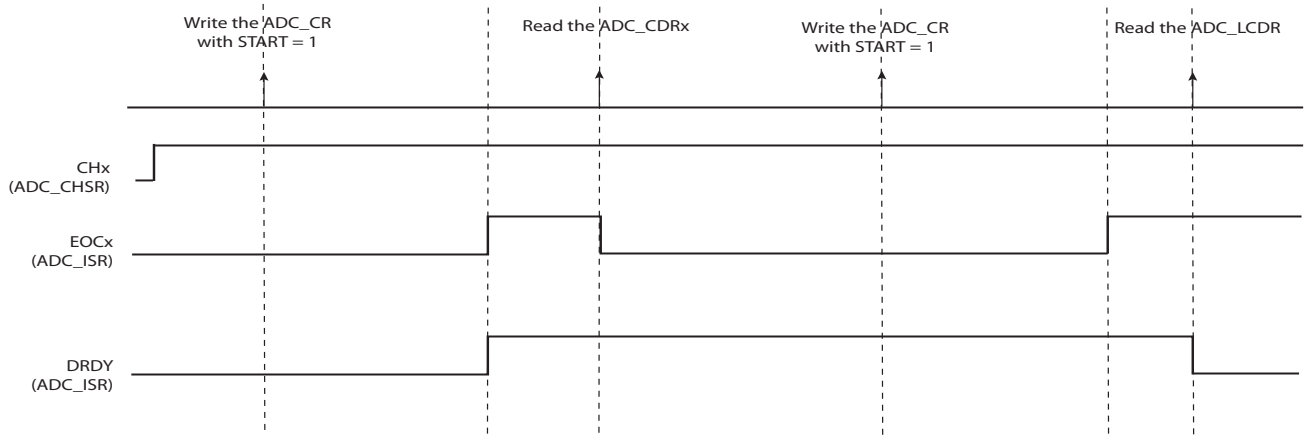 Write the ADC_CR
with START = 1
Read the ADC_CDRx
Write the ADC_CR
with START = 1
Read the ADC_LCDR
CHx
(ADC_CHSR)
EOCx
(ADC_ISR)
DRDY
(ADC_ISR)